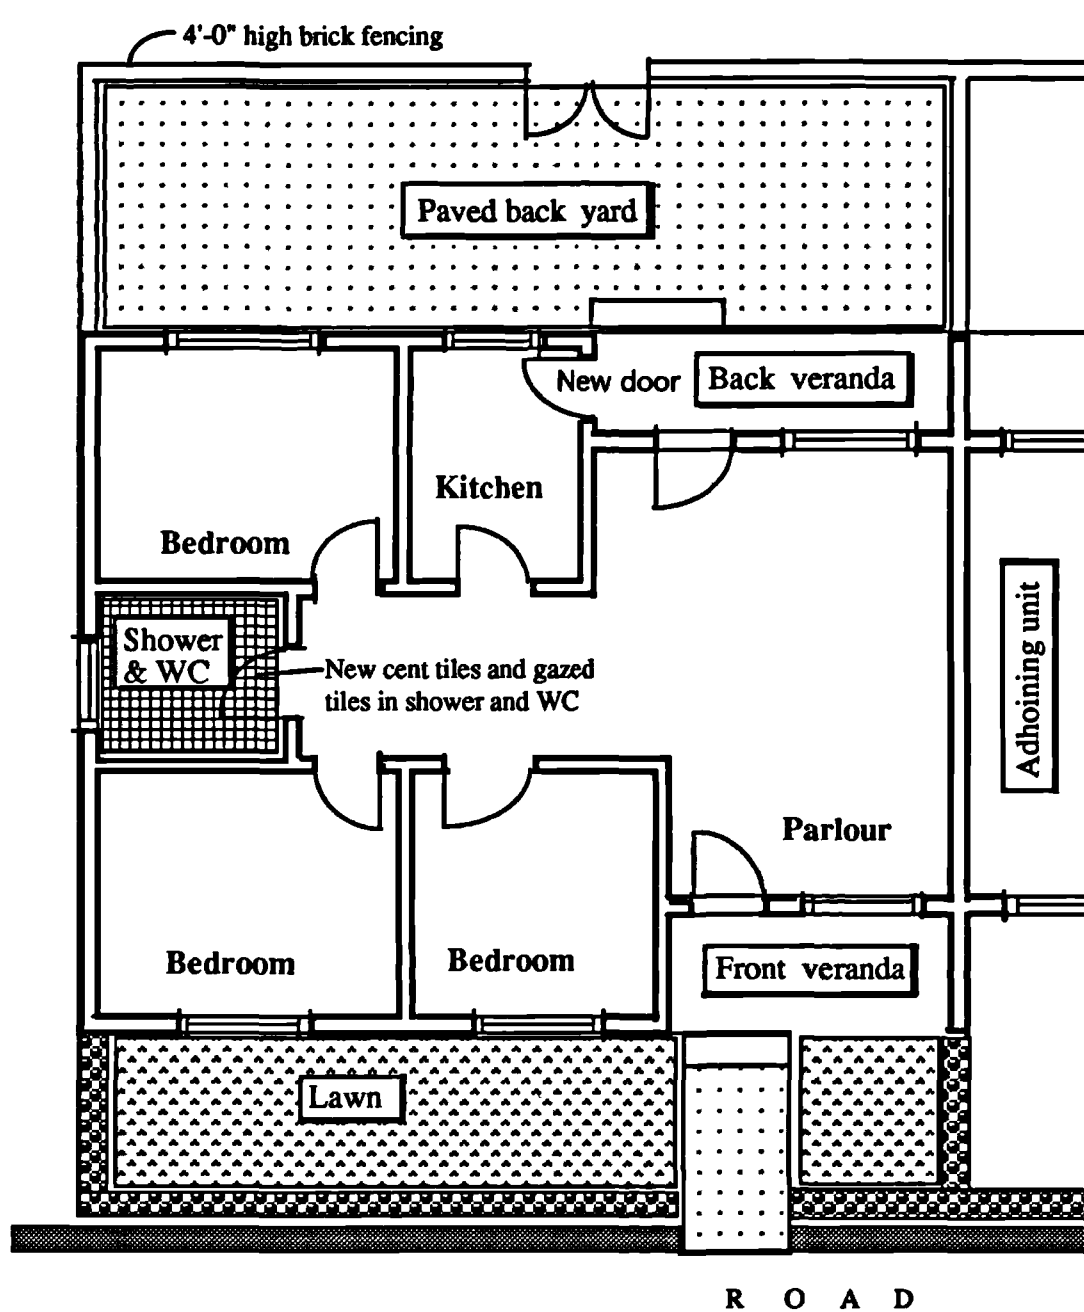 4'-0" high brick fencing
Paved back yard
New door
Back veranda
Kitchen
Bedroom
Shower
& WC
New cent tiles and gazed
tiles in shower and WC
Adhoining unit
Parlour
Bedroom
Bedroom
Front veranda
Lawn
R O A D